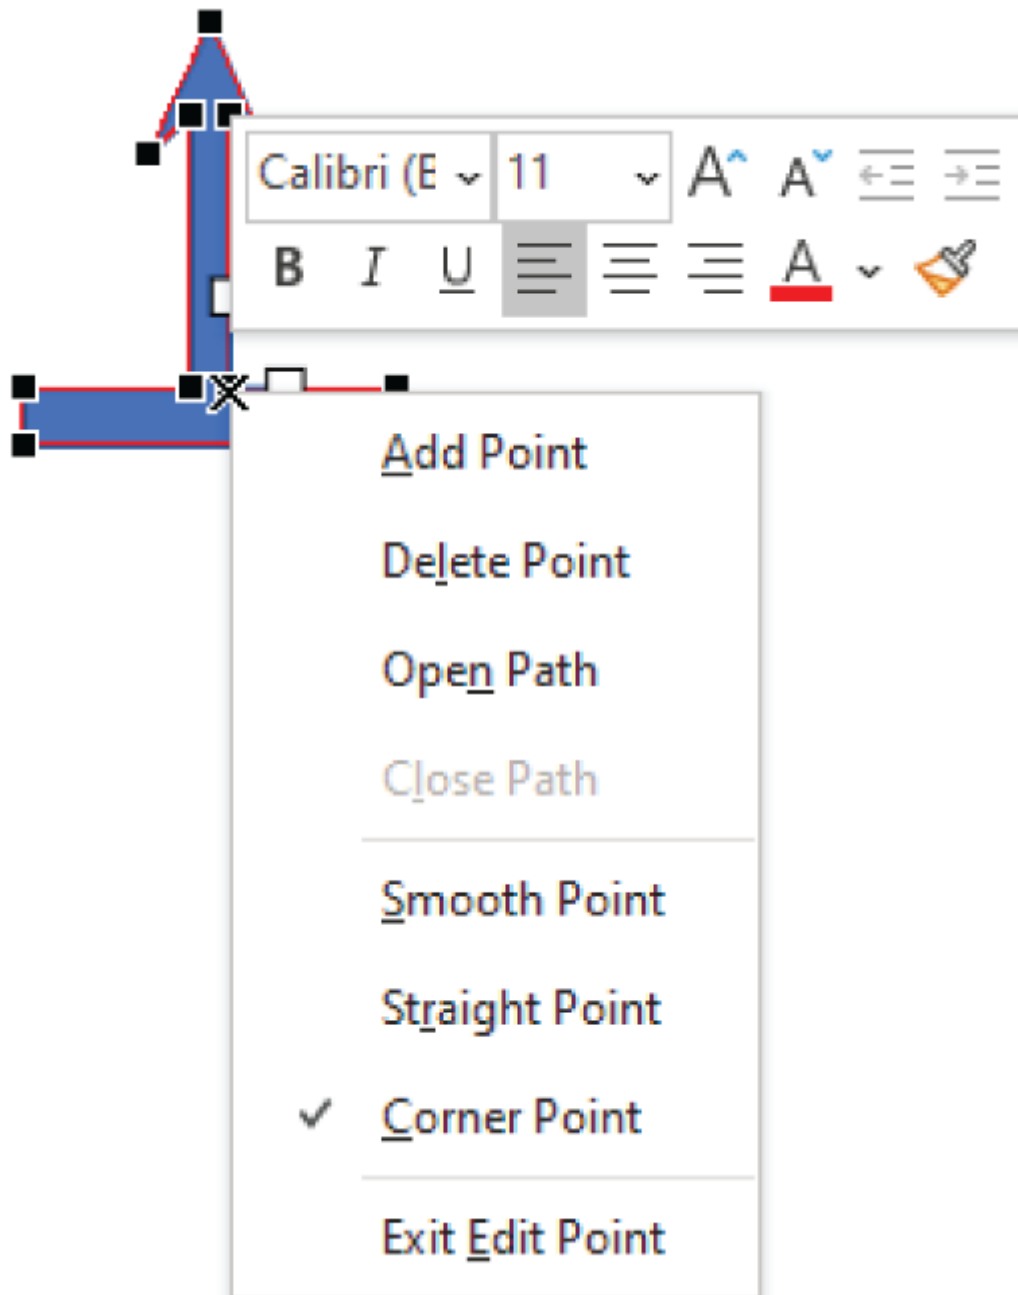 Calibri (E 11 A A
B I U A
Add Point
Delete Point
Open Path
Close Path
Smooth Point
Straight Point
Corner Point
Exit Edit Point